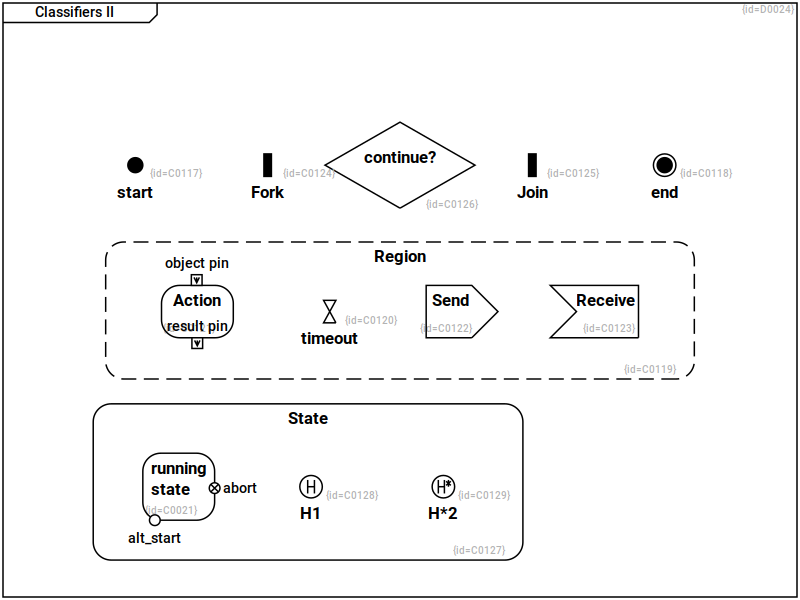 Classifiers II
{id=D0024}
continue?
{id=C0117}
{id=C0124}
{id=C0125}
{id=C0118}
start
Fork
Join
end
{id=C0126}
Region
object pin
Action
Send
Receive
{id=C0120}
result pin
{id=C0122}
{id=C0123}
timeout
{id=C0119}
State
running
state
abort
{id=C0128}
{id=C0129}
{id=C0021}
H
H*
H1
H*2
alt_start
{id=C0127}